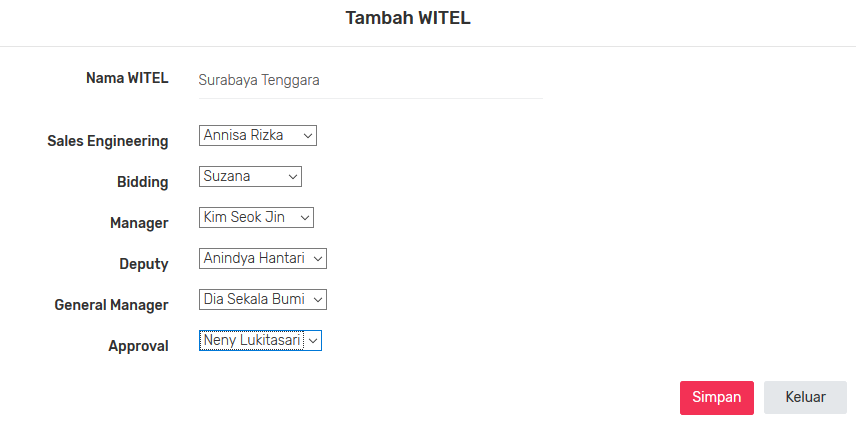 Tambah WITEL
Nama WITEL Surabaya Tenggara
Sales Engineering Annisa Rizka
Bidding Suzana
Manager Kim Seok Jin
Deputy Anindya Hantari
General Manager Dia Sekala Bumi
Approval Neny Lukitasari
Simpan Keluar